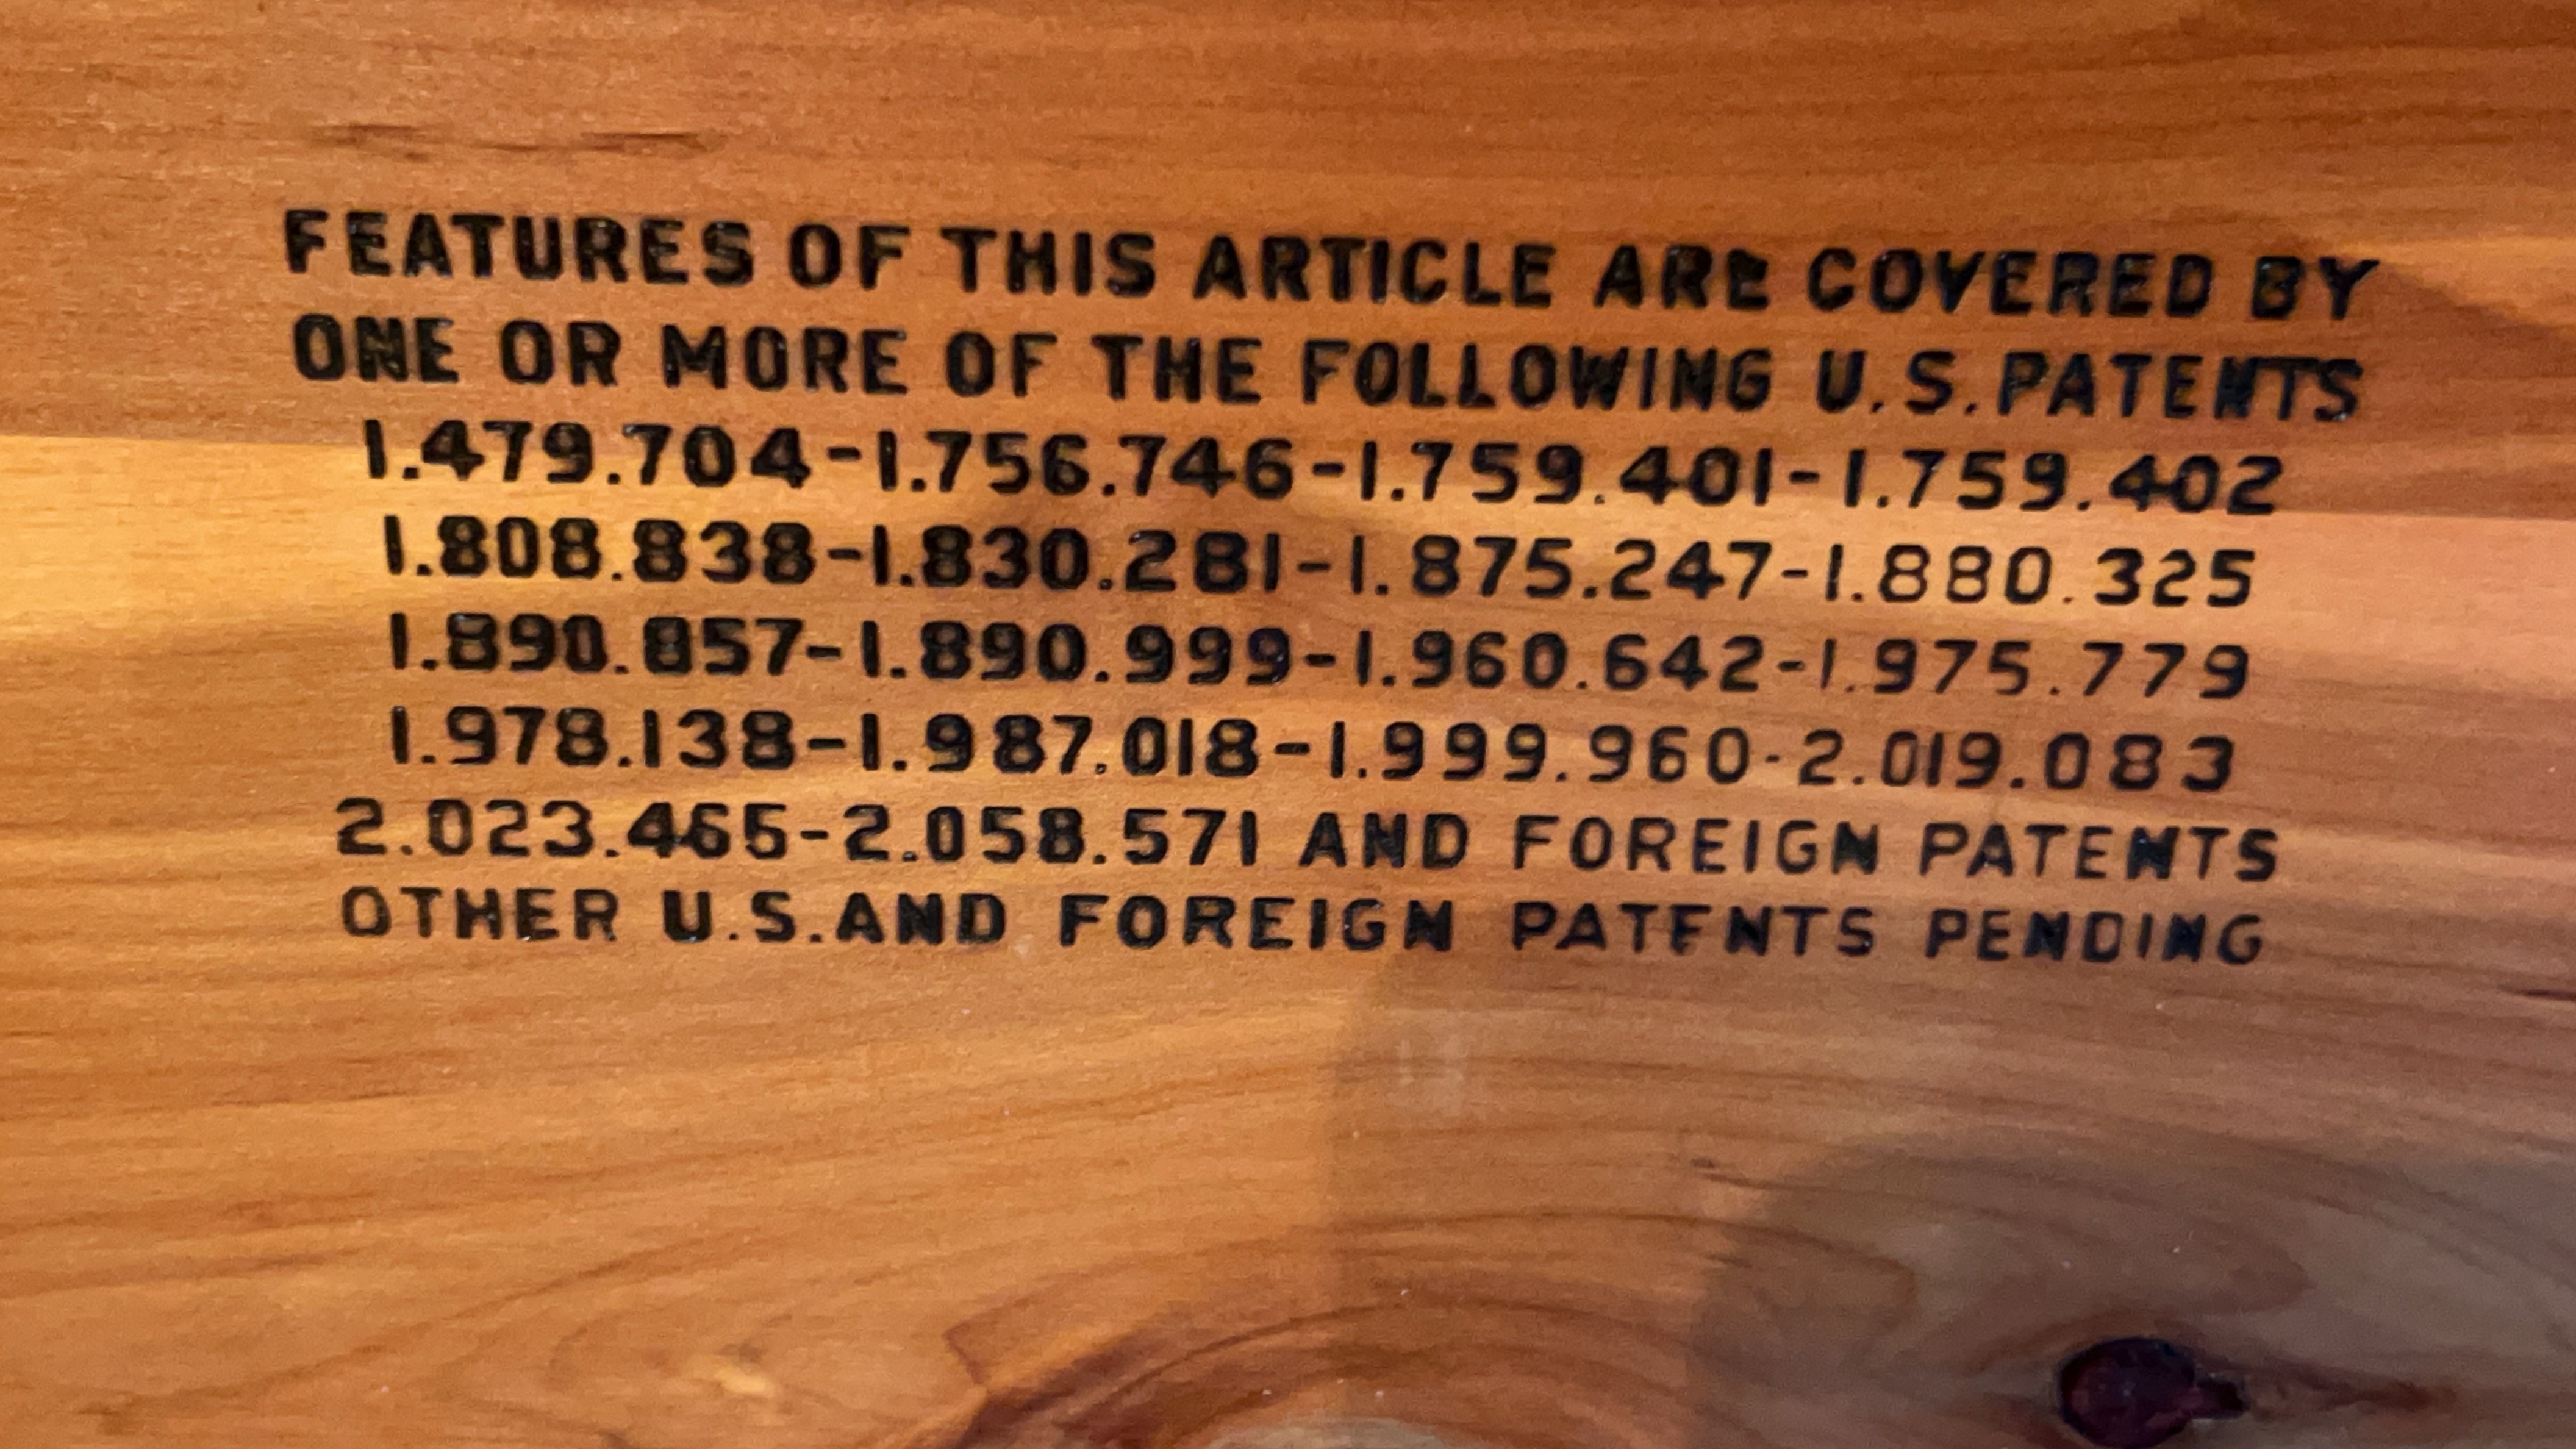 FEATURES OF THIS ARTICLE ARE COVERED BY
ONE OR MORE OF THE FOLLOWING U.S. PATENTS
1.479.704-1.756.746-1.759.401-1.759.402
1.808.838-1.830.281-1.875.247-1.880.325
1.890.857-1.890.999-1.960.642-1.975.779
1.978.138-1.987.018-1.999.960-2.019.083
2.023.465-2.058.571 AND FOREIGN PATENTS
OTHER U.S. AND FOREIGN PATENTS PENDING